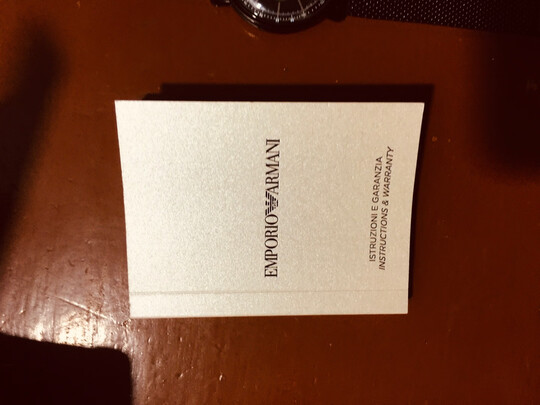 EMPORIO ARMANI
ISTRUZIONI E GARANZIA
INSTRUCTIONS & WARRANTY